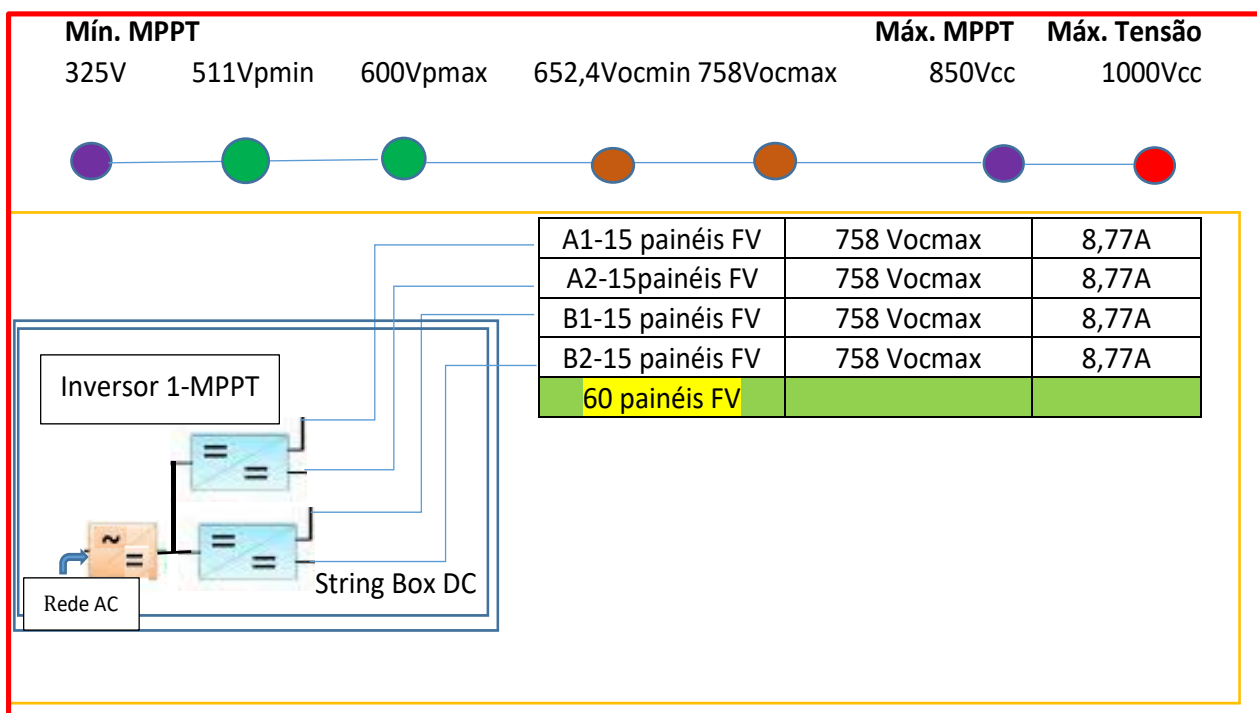 Mín. MPPT Máx. MPPT Máx. Tensão
325V 511Vpmin 600Vpmax 652,4Vocmin 758Vocmax 850Vcc 1000Vcc
A1-15 painéis FV 758 Vocmax 8,77A
A2-15painéis FV 758 Vocmax 8,77A
B1-15 painéis FV 758 Vocmax 8,77A
B2-15 painéis FV 758 Vocmax 8,77A
60 painéis FV
Inversor 1-MPPT
String Box DC
Rede AC